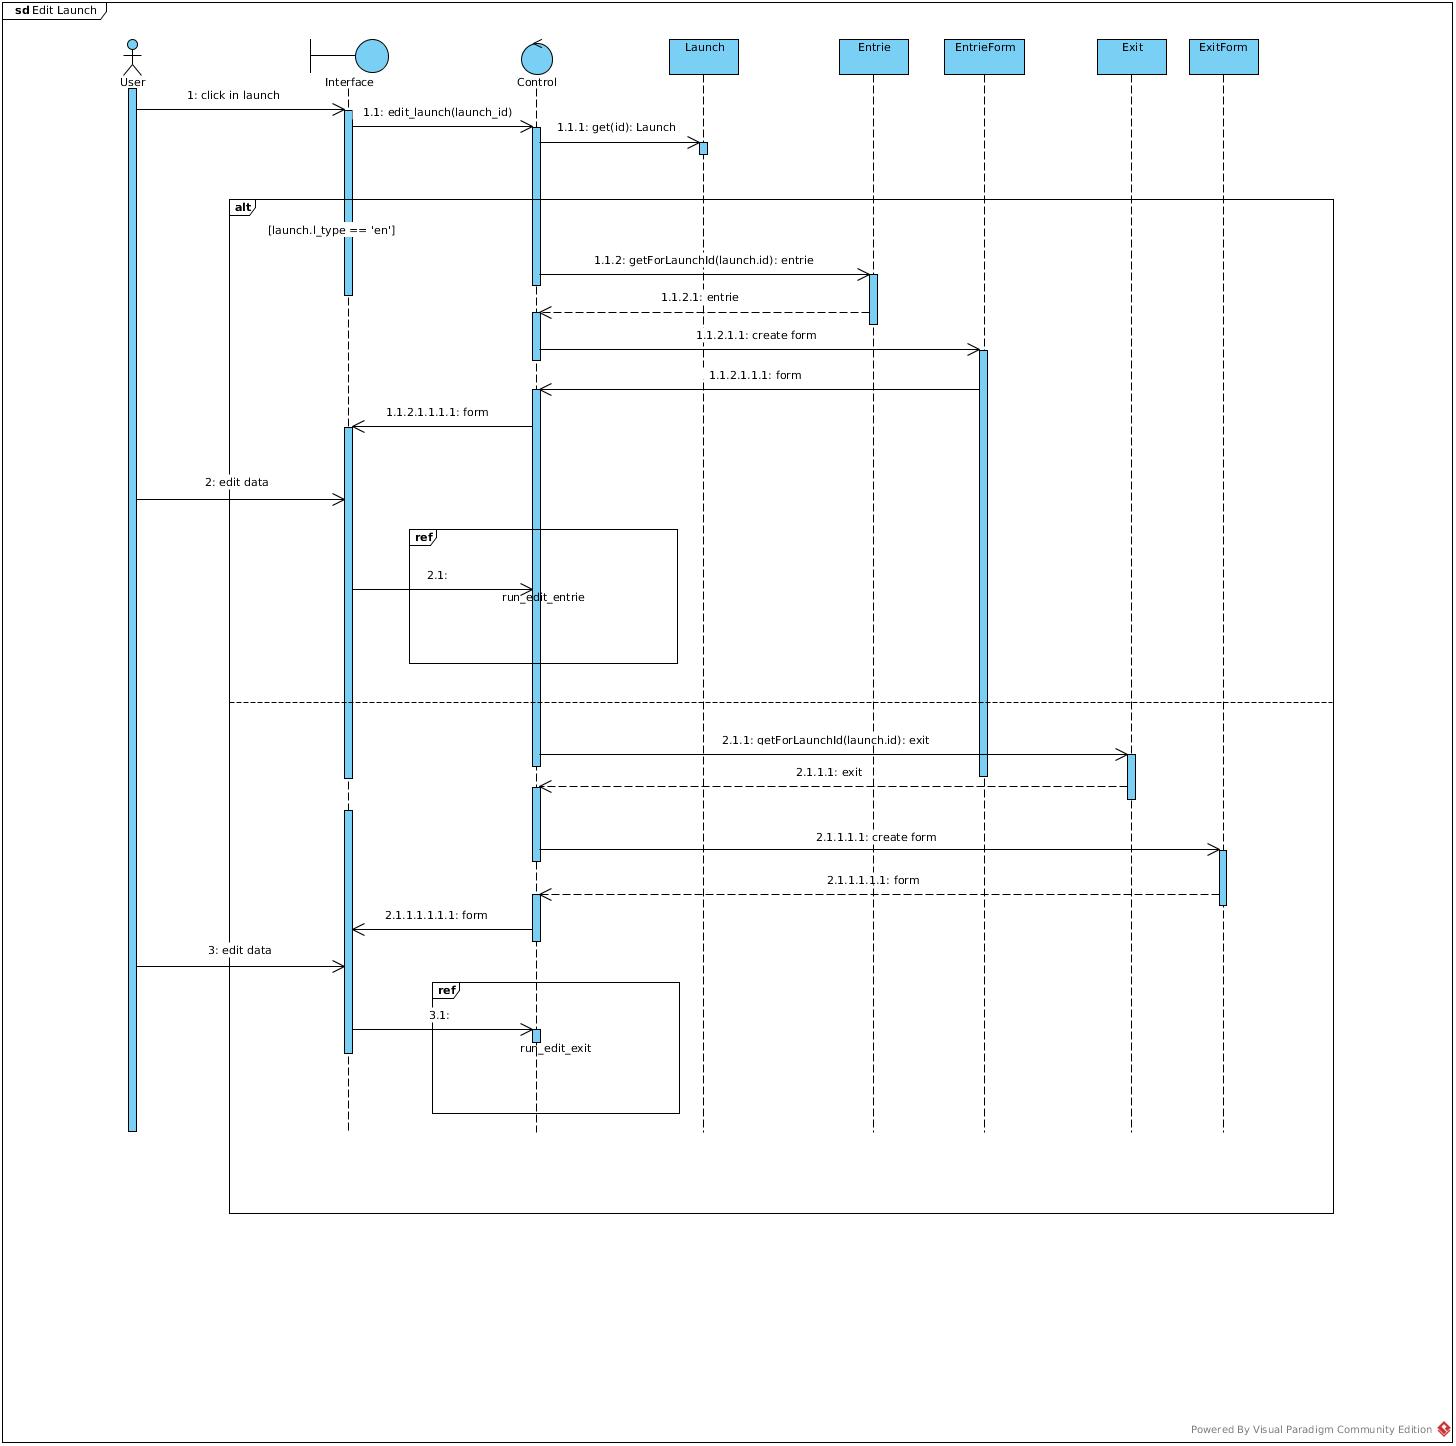 sd Edit Launch
User
Interface
Control
Launch
Entrie
EntrieForm
Exit
ExitForm
1: click in launch
1.1: edit_launch(launch_id)
1.1.1: get(id): Launch
alt
[launch.l_type == 'en']
1.1.2: getForLaunchId(launch.id): entrie
1.1.2.1: entrie
1.1.2.1.1: create form
1.1.2.1.1.1: form
1.1.2.1.1.1.1: form
2: edit data
ref
2.1:
run_edit_entrie
2.1.1: getForLaunchId(launch.id): exit
2.1.1.1: exit
2.1.1.1.1: create form
2.1.1.1.1.1: form
2.1.1.1.1.1.1: form
3: edit data
ref
3.1:
run_edit_exit
Powered By Visual Paradigm Community Edition